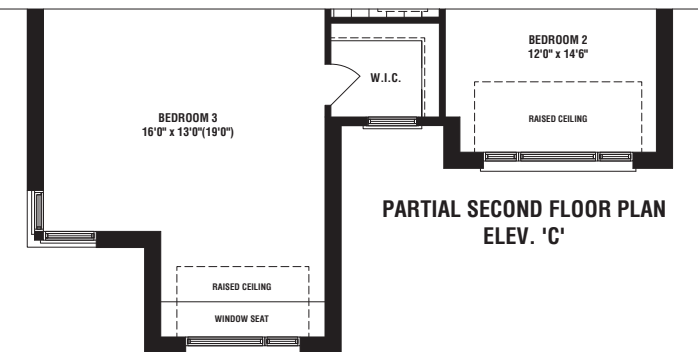 BEDROOM 2
12'0" x 14'6"
W.I.C.
BEDROOM 3
16'0" x 13'0"(19'0")
RAISED CEILING
PARTIAL SECOND FLOOR PLAN
ELEV. 'C'
RAISED CEILING
WINDOW SEAT